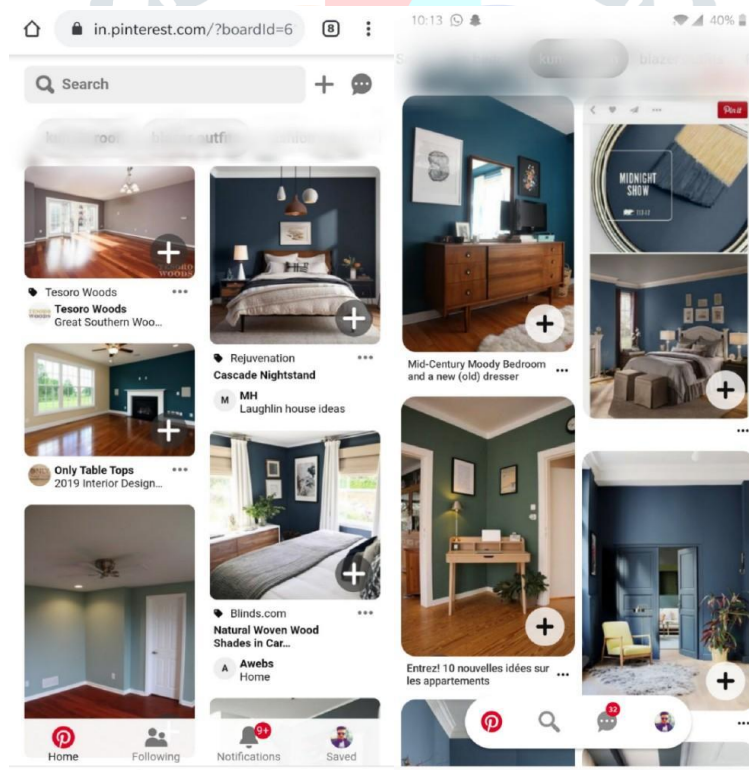 in.pinterest.com/?boardId=6
8
Search
Tesoro Woods
Tesoro Woods
Great Southern Woo...
Only Table Tops
2019 Interior Design...
Rejuvenation
Cascade Nightstand
M
MH
Laughlin house ideas
Blinds.com
Natural Woven Wood
Shades in Car...
A
Awebs
Home
9+
Home
Following
Notifications
Saved
10:13
40%
Mid-Century Moody Bedroom
and a new (old) dresser
Entrez! 10 nouvelles idées sur
les appartements
Pin it
MIDNIGHT
SHOW
32